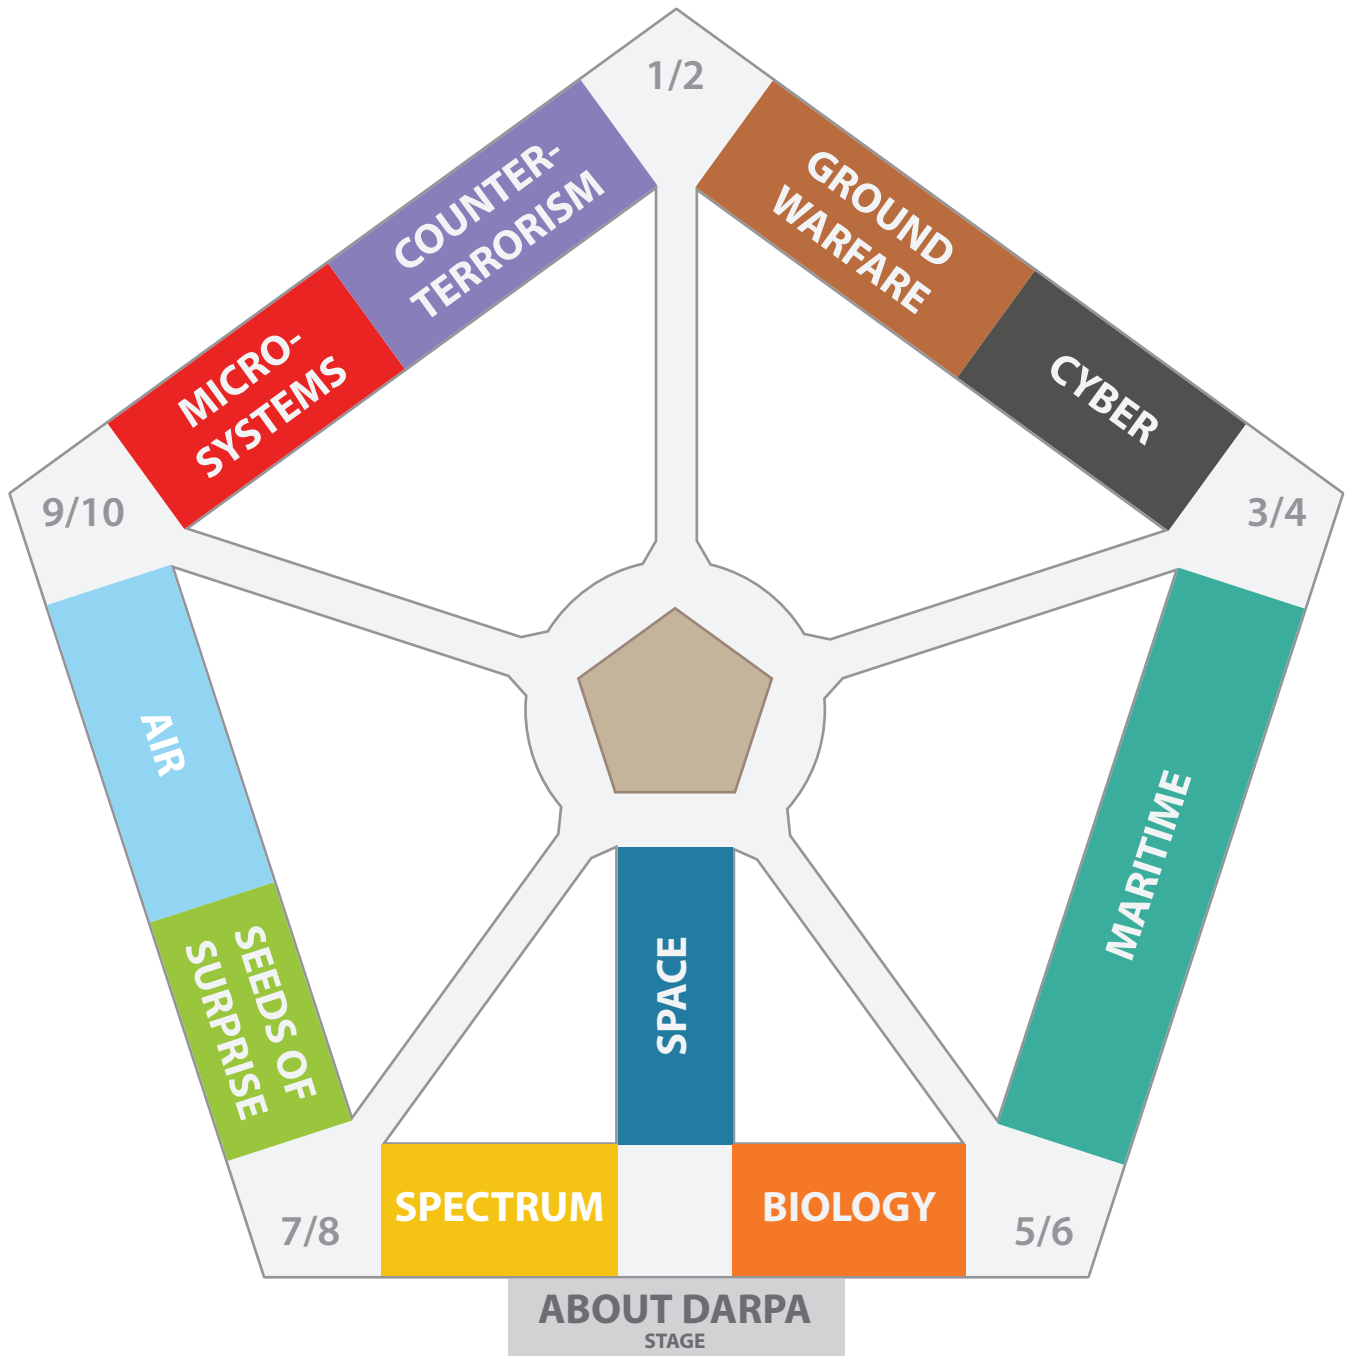 1/2
COUNTER-
TERRORISM
GROUND
WARFARE
MICRO-
SYSTEMS
CYBER
9/10
3/4
AIR
MARITIME
SEEDS OF
SURPRISE
SPACE
SPECTRUM
BIOLOGY
7/8
5/6
ABOUT DARPA
STAGE